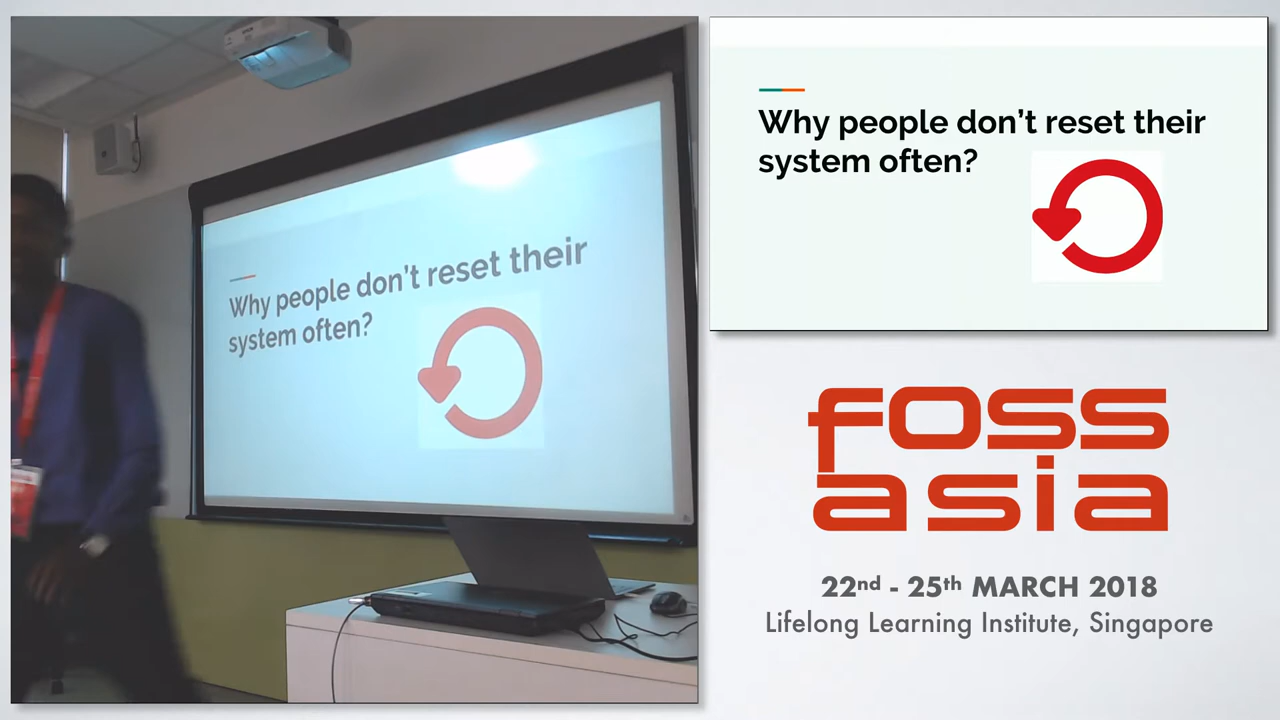 Why people don't reset their
system often?
Why people don't reset their
system often?
foss
asia
22nd - 25th MARCH 2018
Lifelong Learning Institute, Singapore